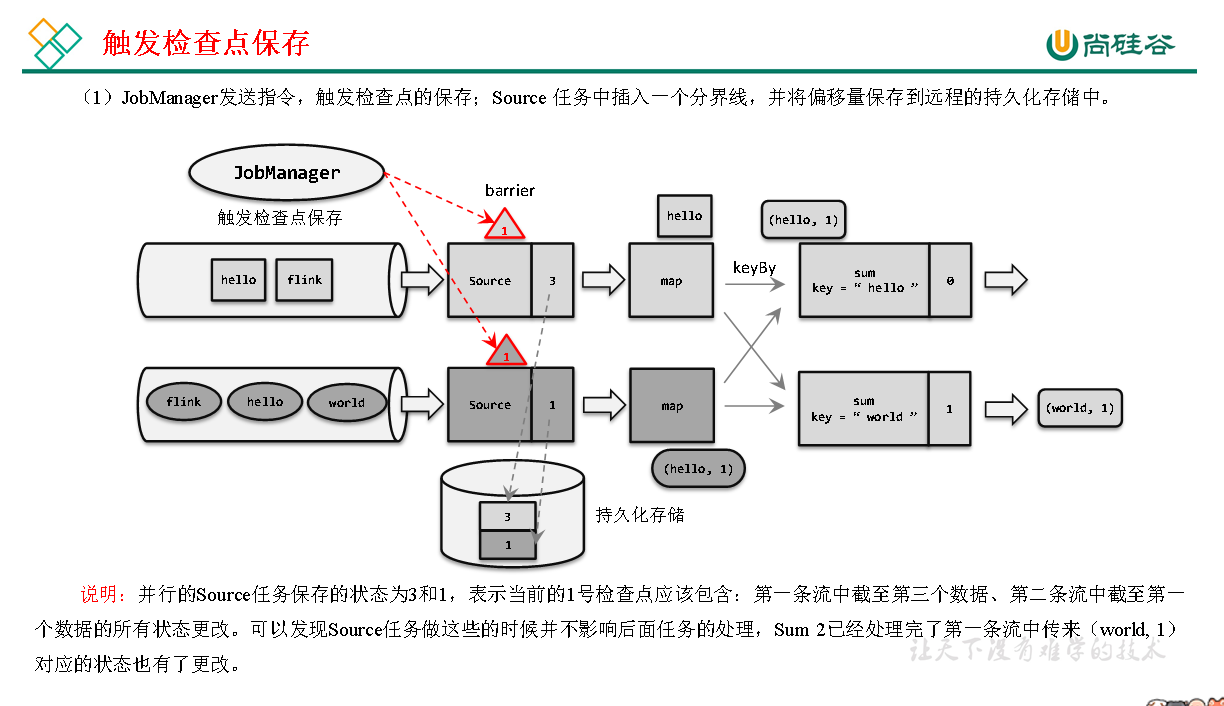 触发检查点保存
尚硅谷
（1）JobManager发送指令，触发检查点的保存；Source 任务中插入一个分界线，并将偏移量保存到远程的持久化存储中。
JobManager
触发检查点保存
barrier
1
hello
(hello, 1)
hello
flink
Source
3
map
keyBy
sum
key = “ hello ”
0
1
flink
hello
world
Source
1
map
sum
key = “ world ”
1
(world, 1)
(hello, 1)
3
1
持久化存储
说明：并行的Source任务保存的状态为3和1，表示当前的1号检查点应该包含：第一条流中截至第三个数据、第二条流中截至第一
个数据的所有状态更改。可以发现Source任务做这些的时候并不影响后面任务的处理，Sum 2已经处理完了第一条流中传来（world, 1）
对应的状态也有了更改。
让天下没有难学的技术